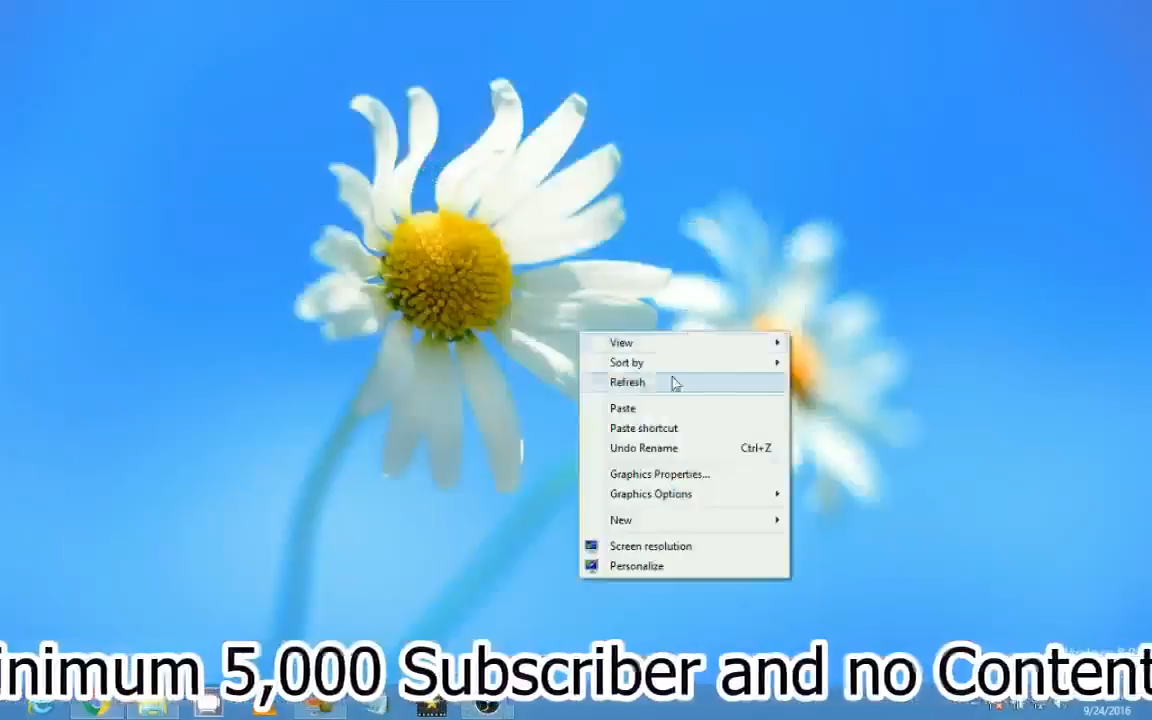 View
Sort by
Refresh
Paste
Paste shortcut
Undo Rename Ctrl+Z
Graphics Properties...
Graphics Options
New
Screen resolution
Personalize
inimum 5,000 Subscriber and no Content
9/24/2016